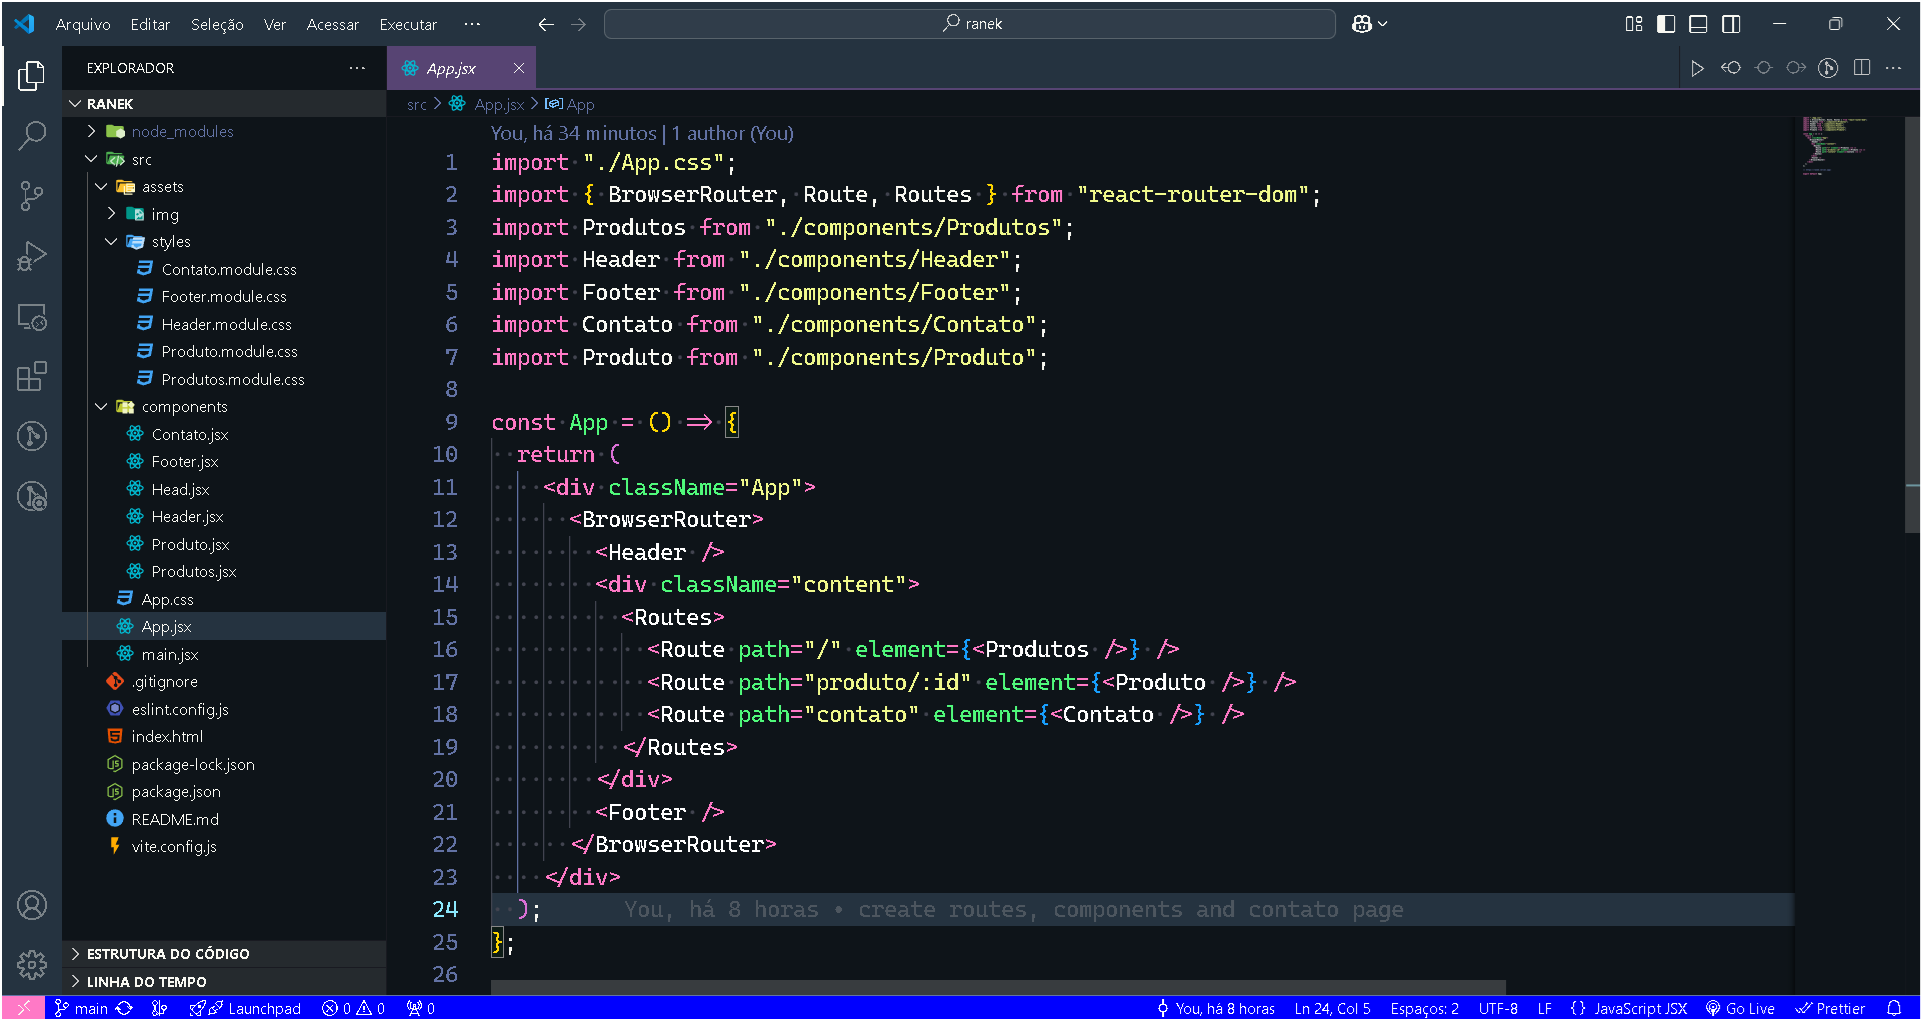 Arquivo Editar Seleção Ver Acessar Executar ··· ranek
EXPLORADOR ···
RANEK
node_modules
src
assets
img
styles
Contato.module.css
Footer.module.css
Header.module.css
Produto.module.css
Produtos.module.css
components
Contato.jsx
Footer.jsx
Head.jsx
Header.jsx
Produto.jsx
Produtos.jsx
App.css
App.jsx
main.jsx
.gitignore
eslint.config.js
index.html
package-lock.json
package.json
README.md
vite.config.js
ESTRUTURA DO CÓDIGO
LINHA DO TEMPO
App.jsx
src > App.jsx > App
You, há 34 minutos | 1 author (You)
1 import "./App.css";
2 import { BrowserRouter, Route, Routes } from "react-router-dom";
3 import Produtos from "./components/Produtos";
4 import Header from "./components/Header";
5 import Footer from "./components/Footer";
6 import Contato from "./components/Contato";
7 import Produto from "./components/Produto";
8
9 const App = () => {
10 return (
11 <div className="App">
12 <BrowserRouter>
13 <Header />
14 <div className="content">
15 <Routes>
16 <Route path="/" element={<Produtos />} />
17 <Route path="produto/:id" element={<Produto />} />
18 <Route path="contato" element={<Contato />} />
19 </Routes>
20 </div>
21 <Footer />
22 </BrowserRouter>
23 </div>
24 ); You, há 8 horas • create routes, components and contato page
25 };
26
main Launchpad 0 0 0 You, há 8 horas Ln 24, Col 5 Espaços: 2 UTF-8 LF {} JavaScript JSX Go Live Prettier